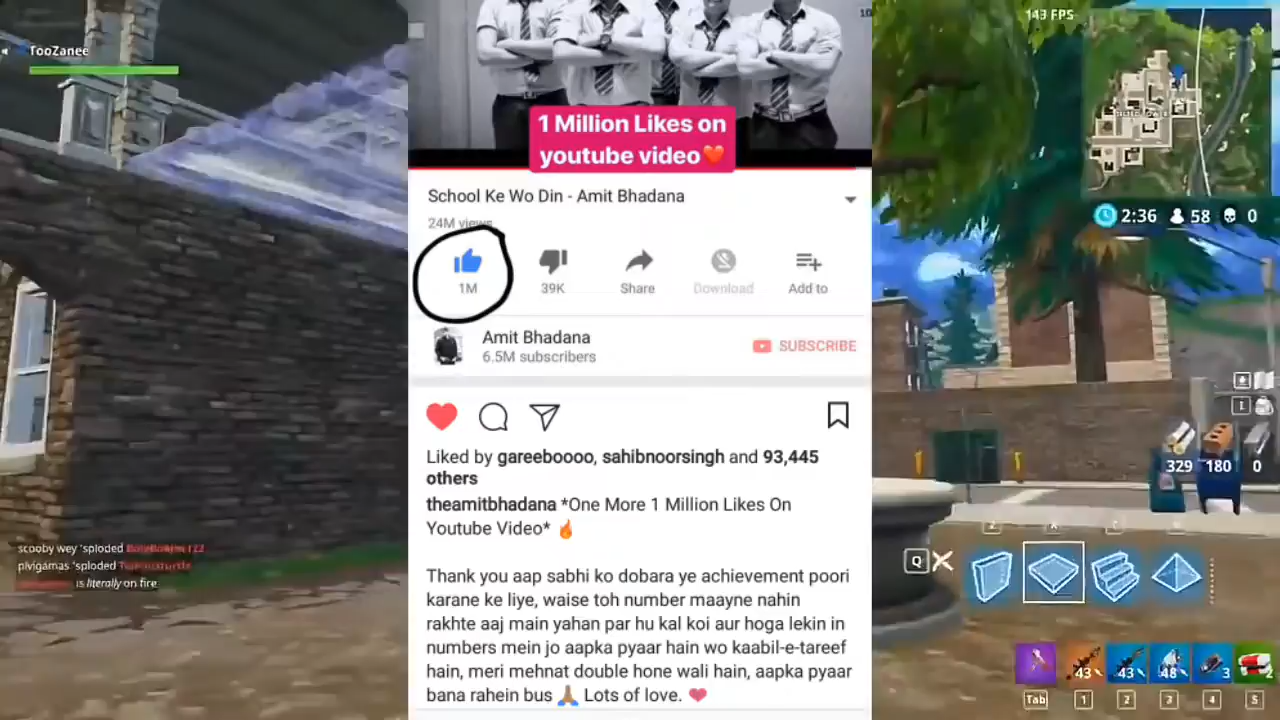 TooZanee
scooby wey 'sploded
plvigamas 'sploded
is literally on fire
1 Million Likes on
youtube video❤️
School Ke Wo Din - Amit Bhadana
24M views
1M
39K
Share
Download
Add to
Amit Bhadana
6.5M subscribers
SUBSCRIBE
Liked by gareeboooo, sahibnoorsingh and 93,445
others
theamitbhadana *One More 1 Million Likes On
Youtube Video* 🔥
Thank you aap sabhi ko dobara ye achievement poori
karane ke liye, waise toh number maayne nahin
rakhte aaj main yahan par hu kal koi aur hoga lekin in
numbers mein jo aapka pyaar hain wo kaabil-e-tareef
hain, meri mehnat double hone wali hain, aapka pyaar
bana rahein bus 🙏 Lots of love. ❤️
143 FPS
2:36 58 0
329 180 0
Q
43 43 48 3 2
Tab 1 2 3 4 5